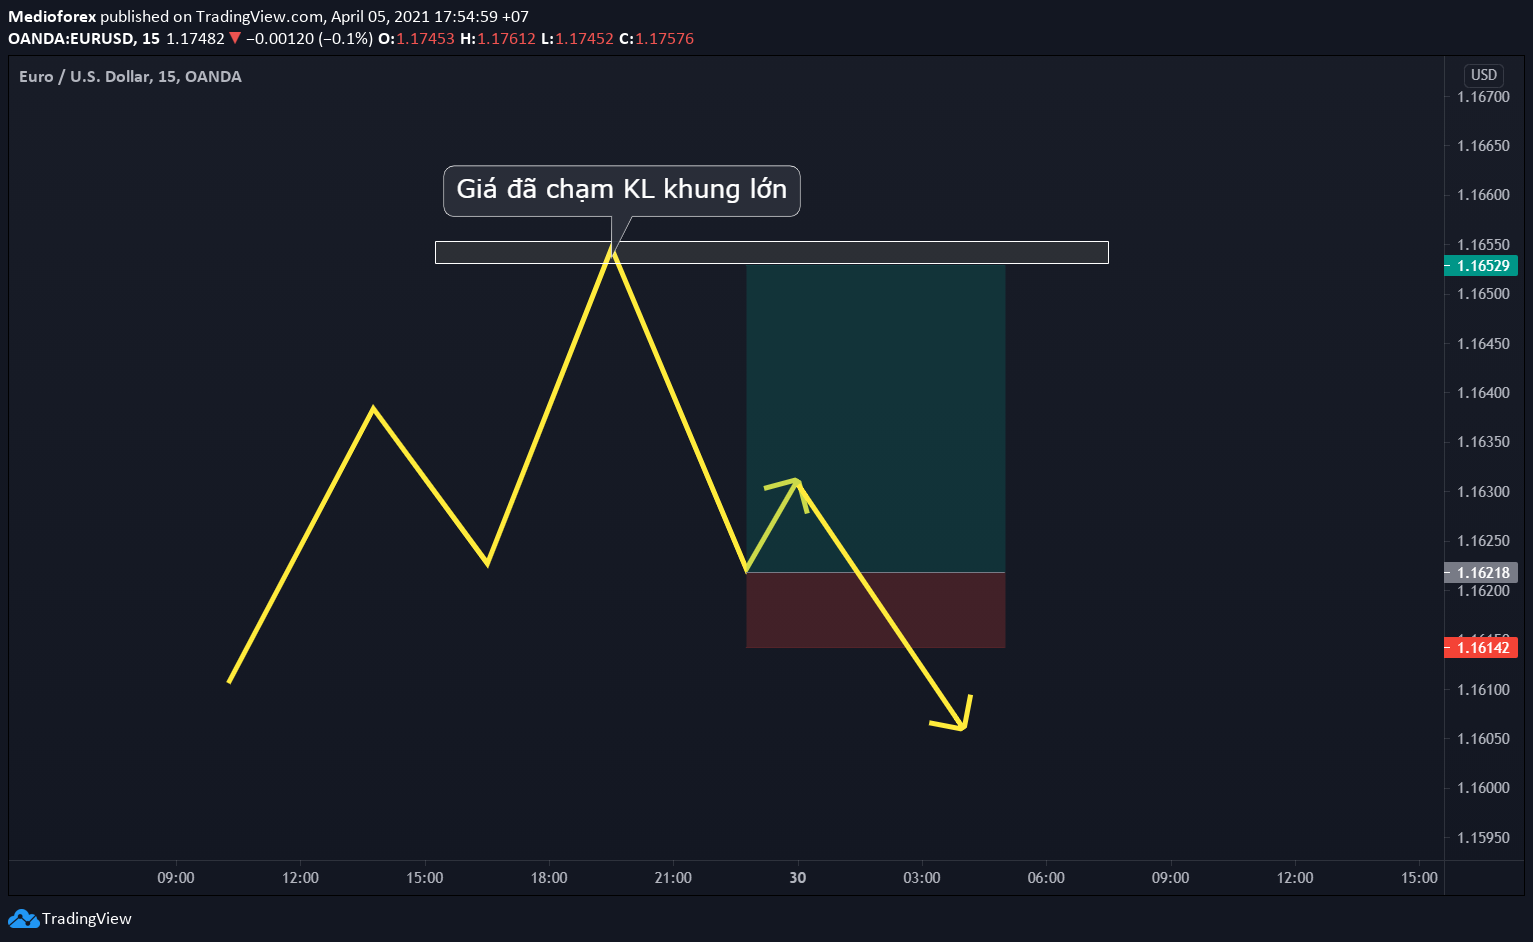 Medioforex published on TradingView.com, April 05, 2021 17:54:59 +07
OANDA:EURUSD, 15 1.17482 ▼ −0.00120 (−0.1%) O:1.17453 H:1.17612 L:1.17452 C:1.17576
Euro / U.S. Dollar, 15, OANDA
USD
1.16700
1.16650
Giá đã chạm KL khung lớn
1.16600
1.16550
1.16529
1.16500
1.16450
1.16400
1.16350
1.16300
1.16250
1.16218
1.16200
1.16142
1.16100
1.16050
1.16000
1.15950
09:00 12:00 15:00 18:00 21:00 30 03:00 06:00 09:00 12:00 15:00
TradingView